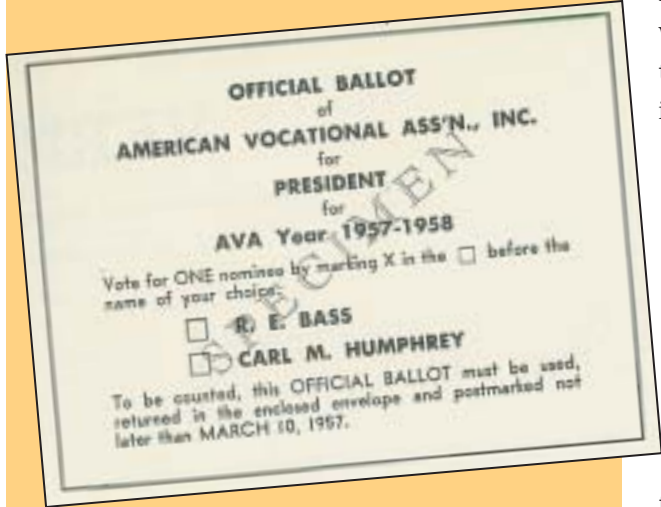 OFFICIAL BALLOT
of
AMERICAN VOCATIONAL ASS'N., INC.
for
PRESIDENT
for
AVA Year 1957-1958
SPECIMEN
Vote for ONE nominee by marking X in the □ before the
name of your choice:
□ R. E. BASS
□ CARL M. HUMPHREY
To be counted, this OFFICIAL BALLOT must be used,
returned in the enclosed envelope and postmarked not
later than MARCH 10, 1957.